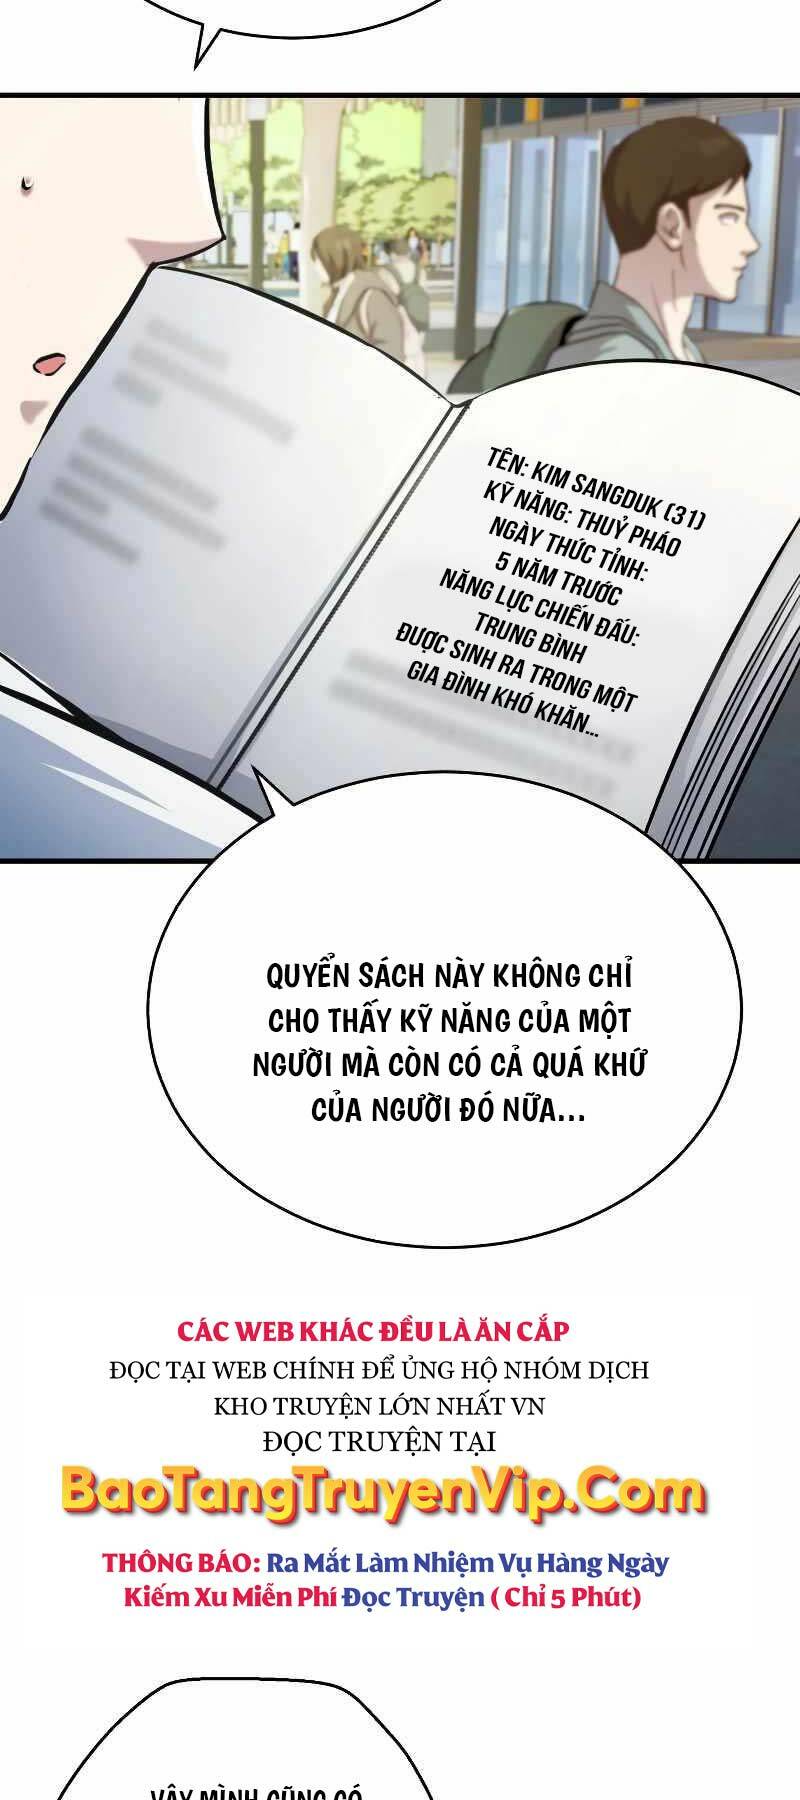 TÊN: KIM SANGDUK (31)
KỸ NĂNG: THUỶ PHÁO
NGÀY THỨC TỈNH:
5 NĂM TRƯỚC
NĂNG LỰC CHIẾN ĐẤU:
TRUNG BÌNH
ĐƯỢC SINH RA TRONG MỘT
GIA ĐÌNH KHÓ KHĂN...
QUYỂN SÁCH NÀY KHÔNG CHỈ
CHO THẤY KỸ NĂNG CỦA MỘT
NGƯỜI MÀ CÒN CÓ CẢ QUÁ KHỨ
CỦA NGƯỜI ĐÓ NỮA...
CÁC WEB KHÁC ĐỀU LÀ ĂN CẮP
ĐỌC TẠI WEB CHÍNH ĐỂ ỦNG HỘ NHÓM DỊCH
KHO TRUYỆN LỚN NHẤT VN
ĐỌC TRUYỆN TẠI
BaoTangTruyenVip.Com
THÔNG BÁO: Ra Mắt Làm Nhiệm Vụ Hàng Ngày
Kiếm Xu Miễn Phí Đọc Truyện ( Chỉ 5 Phút)
VẬY MÌNH CŨNG CÓ